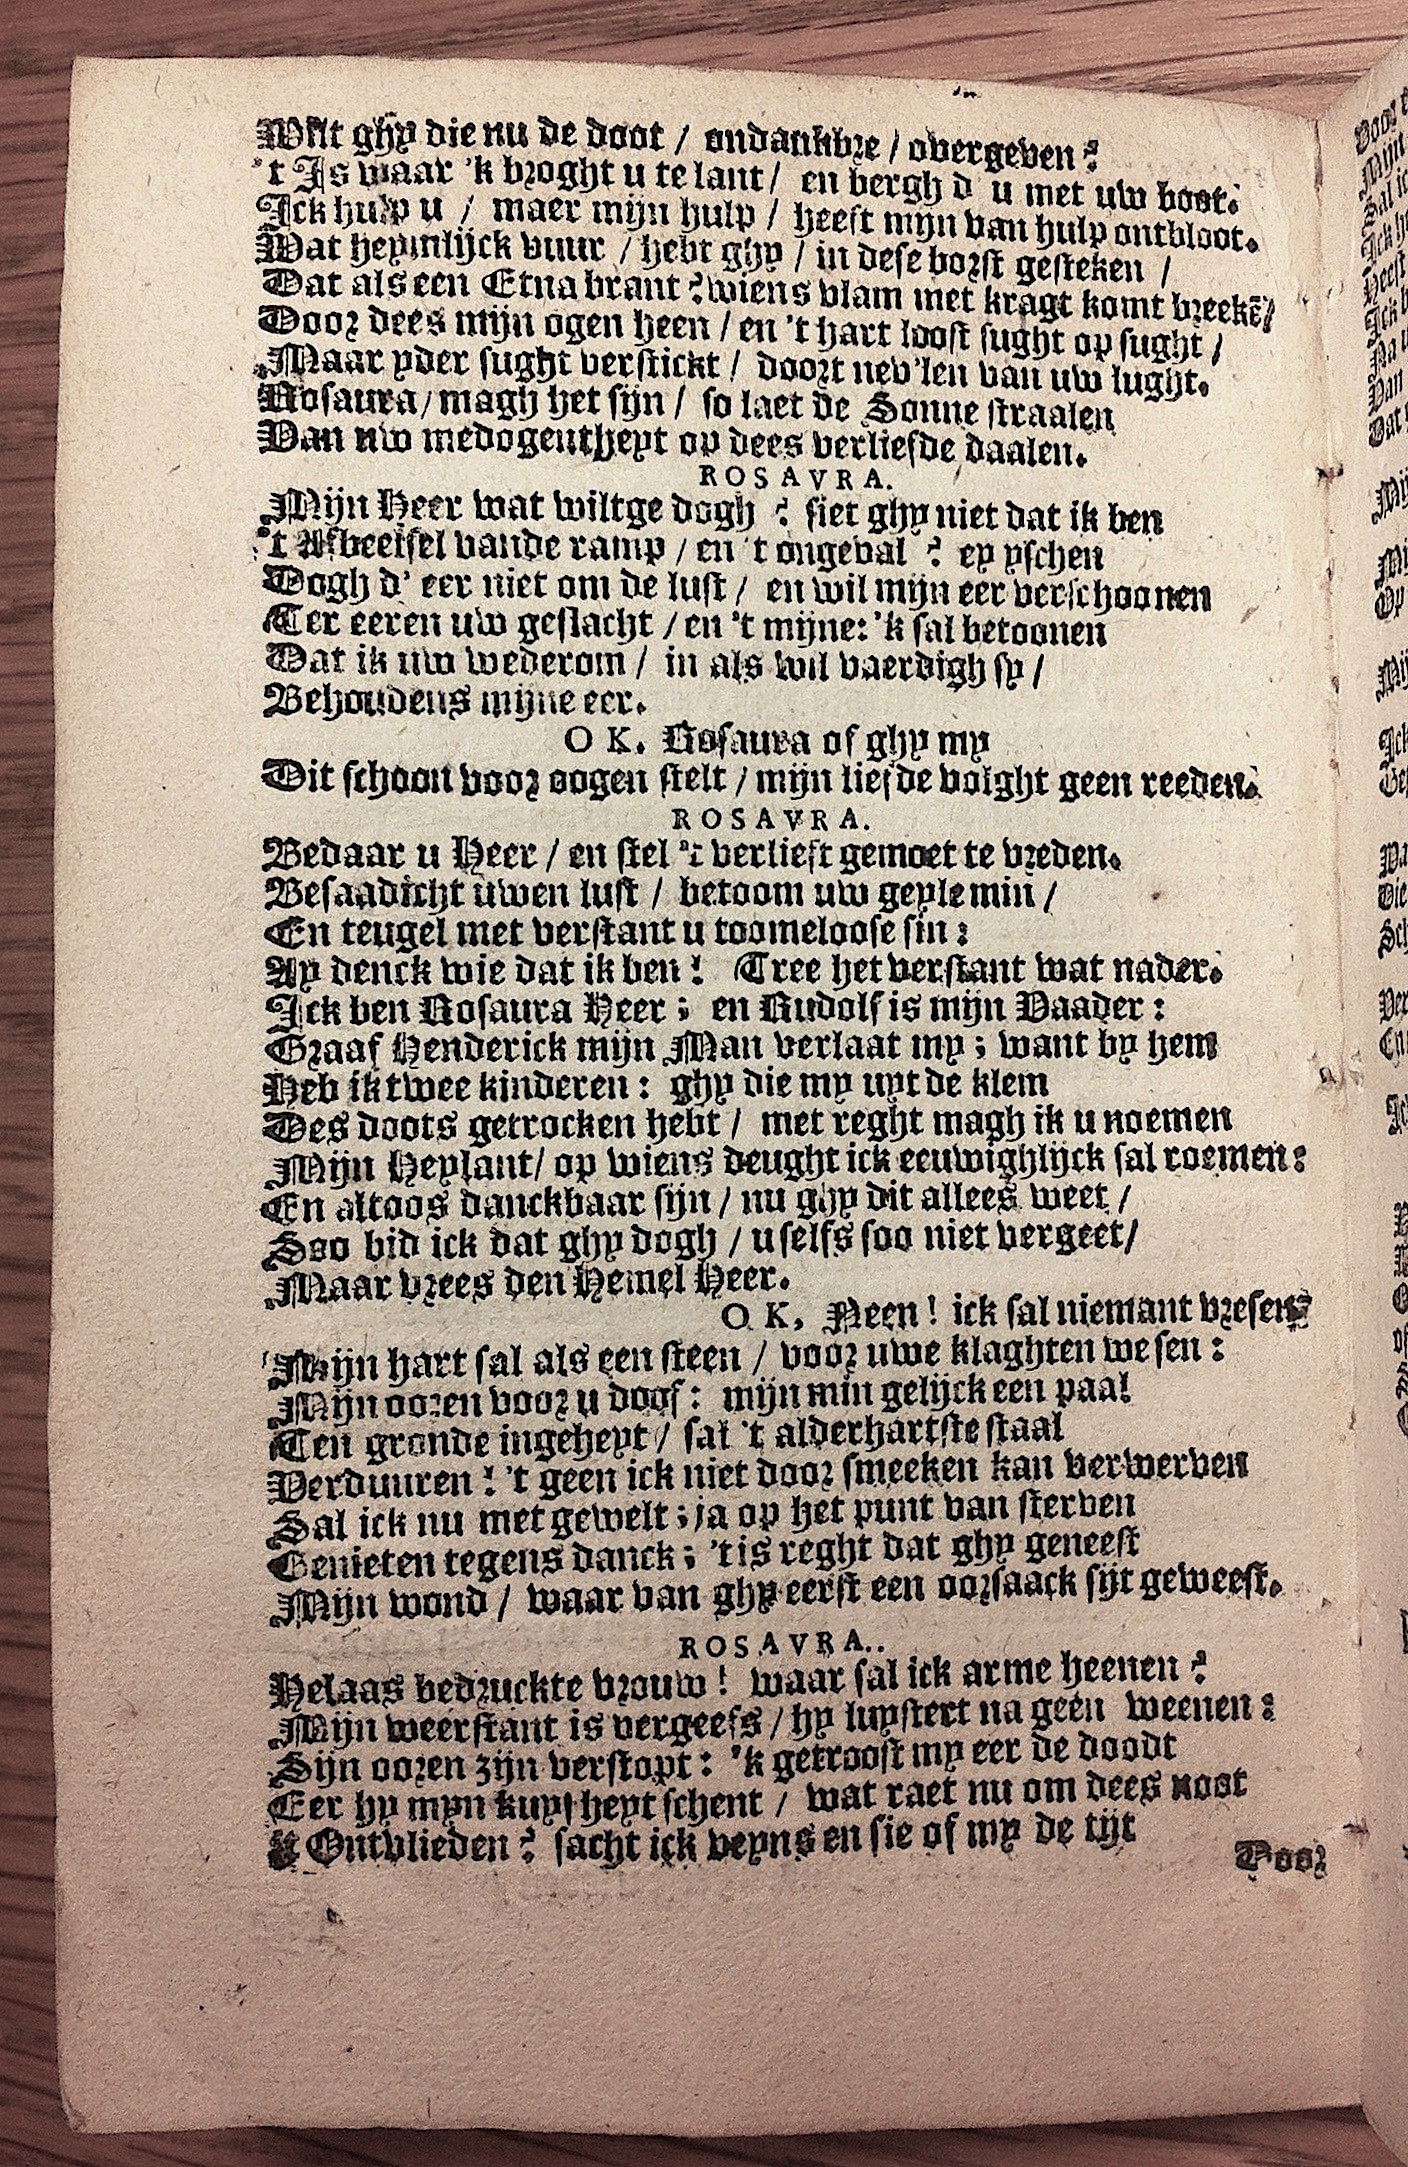 Wilt ghy die nu de doot / ondankbre / overgeven?
't Is waar 'k broght u te lant / en bergh d' u met uw boot.
Ick hulp u / maer mijn hulp / heeft mijn van hulp ontbloot.
Wat heymlijck vuur / hebt ghy / in dese borst gesteken /
Dat als een Etna brant? wiens vlam met kragt komt breekē/
Door dees mijn ogen heen / en 't hart loost sught op sught /
Maar yder sught verstickt / doort nev'len van uw lught.
Rosaura / magh het sijn / so laet de Sonne straalen
Van uw medogentheyt op dees verliefde daalen.
ROSAVRA.
Mijn Heer wat wiltge dogh? siet ghy niet dat ik ben
't Afbeelsel vande ramp / en 't ongeval? ey yschen
Dogh d' eer niet om de lust / en wil mijn eer verschoonen
Ter eeren uw geslacht / en 't mijne: 'k sal betoonen
Dat ik uw wederom / in als wil vaerdigh sy /
Behoudens mijne eer.
OK. Rosaura of ghy my
Dit schoon voor oogen stelt / mijn liefde volght geen reeden.
ROSAVRA.
Bedaar u Heer / en stel 't verlieft gemoet te vreden.
Besaadicht uwen lust / betoom uw geyle min /
En teugel met verstant u toomeloose sin:
Ay denck wie dat ik ben! Tree het verstant wat nader.
Ick ben Rosaura Heer; en Rudolf is mijn Vaader:
Graaf Henderick mijn Man verlaat my; want by hem
Heb ik twee kinderen: ghy die my uyt de klem
Des doots getrocken hebt / met reght magh ik u noemen
Mijn Heylant / op wiens deught ick eeuwighlijck sal roemen:
En altoos danckbaar sijn / nu ghy dit allees weet /
Soo bid ick dat ghy dogh / u selfs soo niet vergeet /
Maar vrees den Hemel Heer.
OK, Neen! ick sal niemant vresen:
Mijn hart sal als een steen / voor uwe klaghten wesen:
Mijn ooren voor u doof: mijn min gelijck een paal
Ten gronde ingeheyt / sal 't alderhartste staal
Verduuren! 't geen ick niet door smeeken kan verwerven
Sal ick nu met gewelt; ja op het punt van sterven
Genieten tegens danck; 'tis reght dat ghy geneest
Mijn wond / waar van ghy eerst een oorsaack sijt geweest.
ROSAVRA..
Helaas bedruckte vrouw! waar sal ick arme heenen?
Mijn weerstant is vergeefs / hy luystert na geen weenen:
Sijn ooren zijn verstopt: 'k getroost my eer de doodt
Eer hy myn kuysheyt schent / wat raet nu om dees noot
t' Ontvlieden? sacht ick veyns en sie of my de tijt
Door